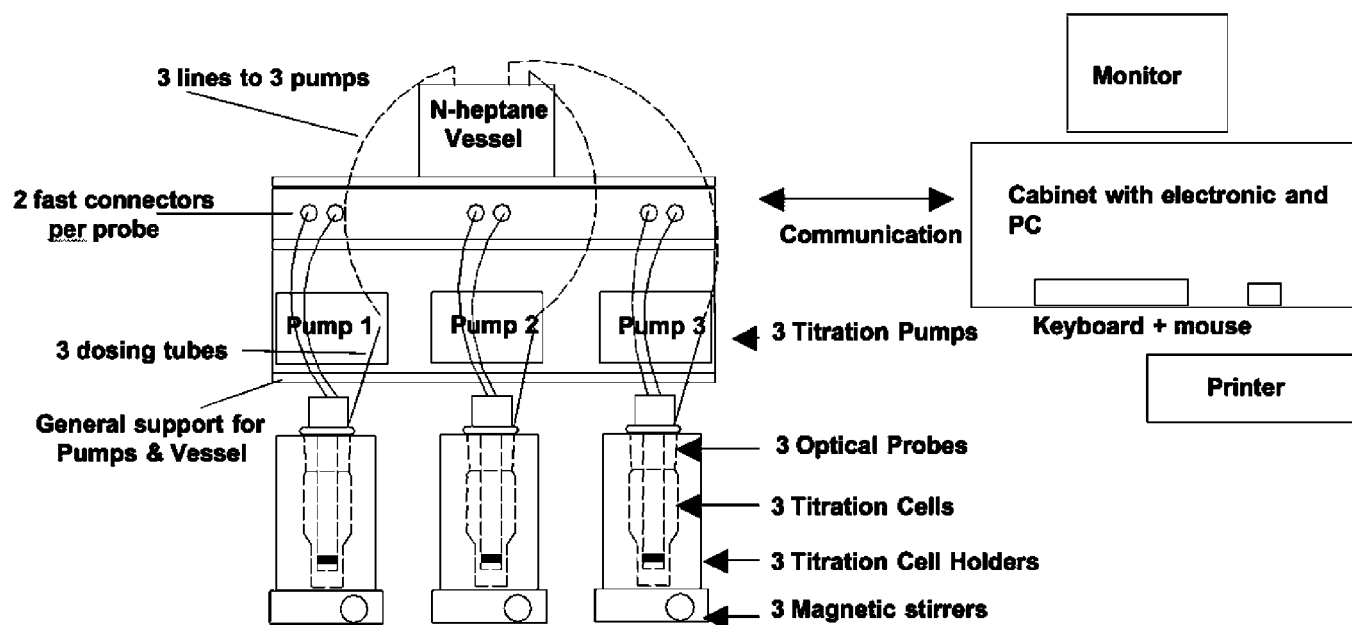 3 lines to 3 pumps
N-heptane
Vessel
Monitor
2 fast connectors
per probe
Communication
Cabinet with electronic and
PC
Pump 1
Pump 2
Pump 3
3 Titration Pumps
Keyboard + mouse
3 dosing tubes
Printer
General support for
Pumps & Vessel
3 Optical Probes
3 Titration Cells
3 Titration Cell Holders
3 Magnetic stirrers